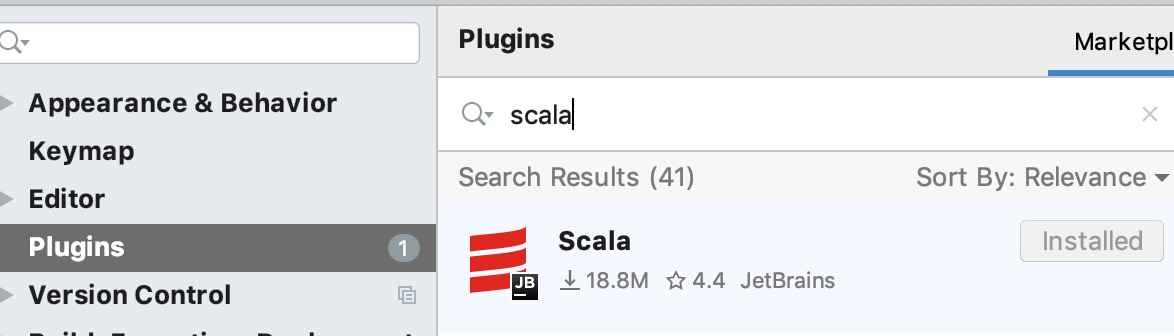 Plugins
Marketpl
Appearance & Behavior
scala
Keymap
Search Results (41)
Sort By: Relevance
Editor
Plugins
1
Scala
Installed
JB
18.8M
4.4
JetBrains
Version Control